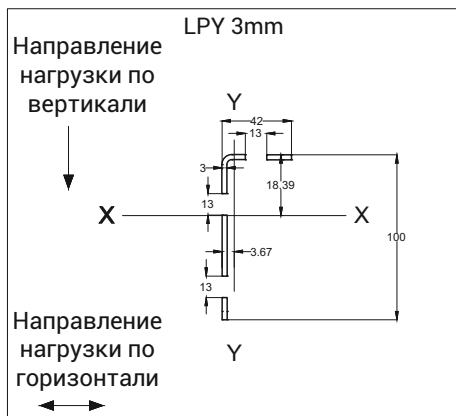 LPY 3mm
Направление
нагрузки по
вертикали
Y
42
13
3
18.39
13
X
X
100
3.67
13
Направление
нагрузки по
горизонтали
Y